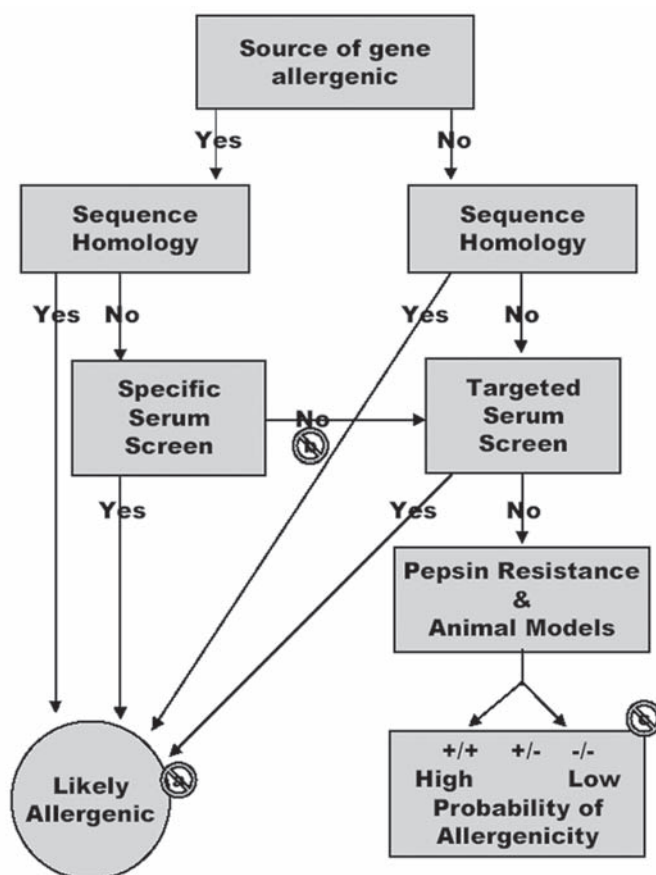 Source of gene
allergenic
Yes
No
Sequence
Homology
Sequence
Homology
Yes
No
Yes
No
Specific
Serum
Screen
No
Targeted
Serum
Screen
Yes
Yes
No
Pepsin Resistance
&
Animal Models
Likely
Allergenic
+/+ +/- -/-
High Low
Probability of
Allergenicity